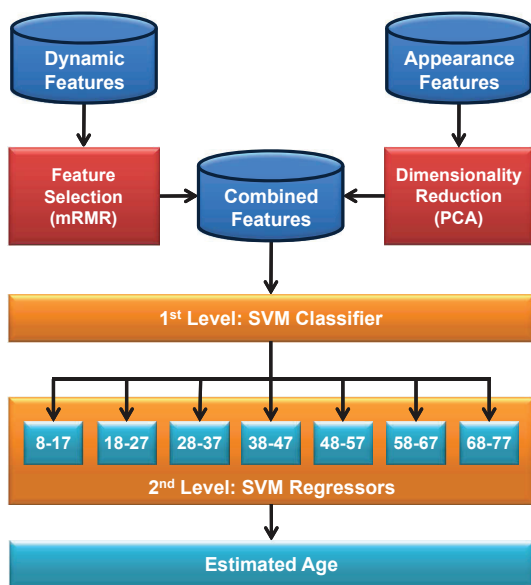 Dynamic
Features
Appearance
Features
Feature
Selection
(mRMR)
Combined
Features
Dimensionality
Reduction
(PCA)
1st Level: SVM Classifier
8-17 18-27 28-37 38-47 48-57 58-67 68-77
2nd Level: SVM Regressors
Estimated Age